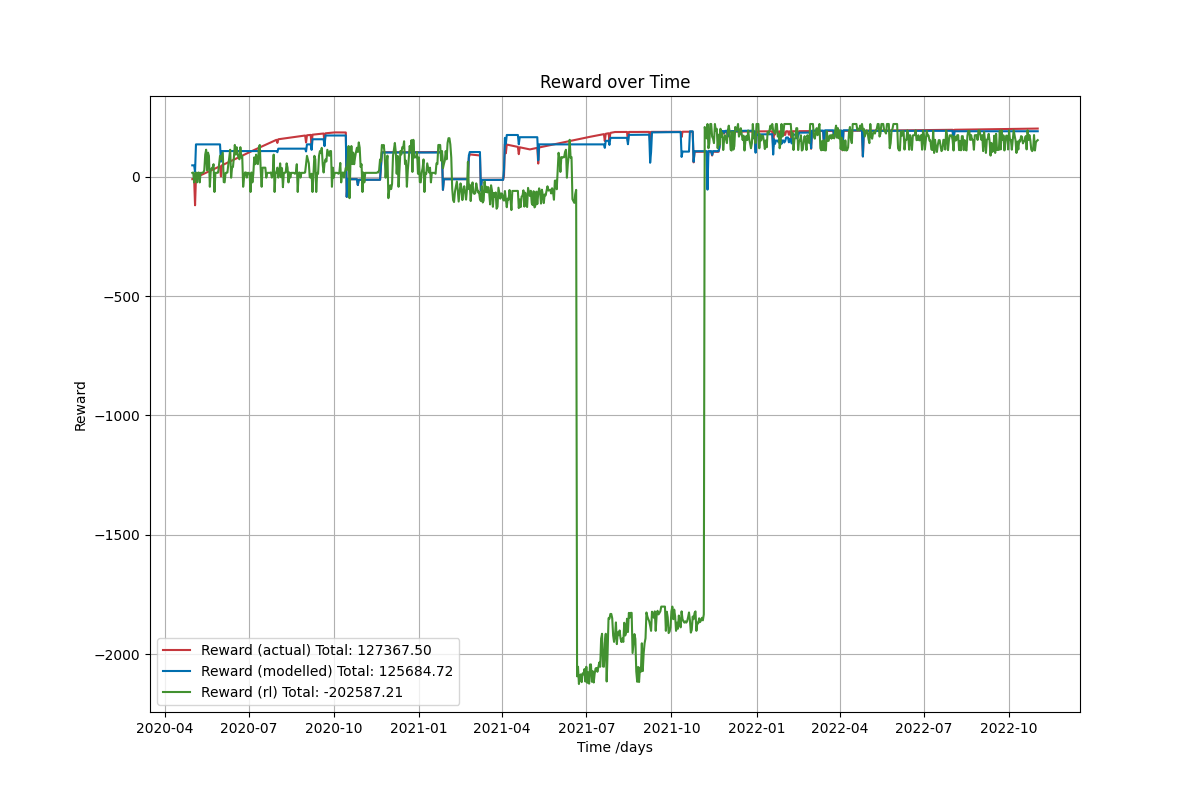 Reward over Time
Reward
0
−500
−1000
−1500
−2000
Reward (actual) Total: 127367.50
Reward (modelled) Total: 125684.72
Reward (rl) Total: -202587.21
2020-04 2020-07 2020-10 2021-01 2021-04 2021-07 2021-10 2022-01 2022-04 2022-07 2022-10
Time /days